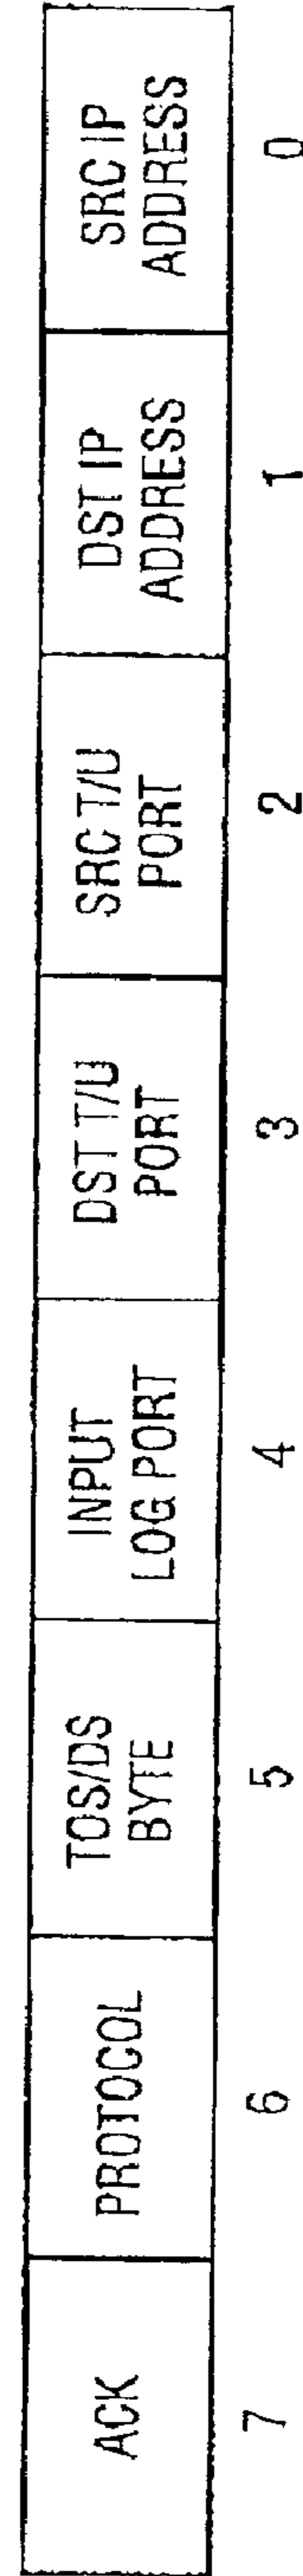 ACK
PROTOCOL
TOS/DS
BYTE
INPUT
LOG PORT
DST T/U
PORT
SRC T/U
PORT
DST IP
ADDRESS
SRC IP
ADDRESS
7 6 5 4 3 2 1 0